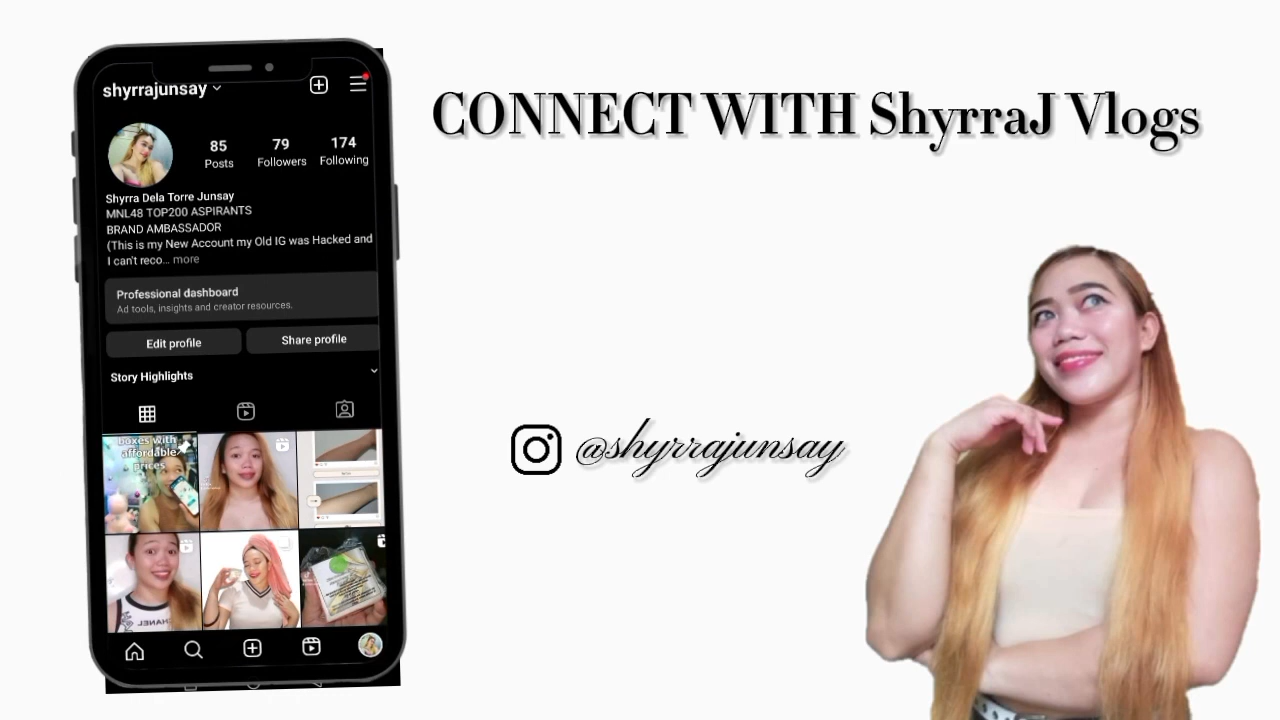 shyrrajunsay
85
Posts
79
Followers
174
Following
Shyrra Dela Torre Junsay
MNL48 TOP200 ASPIRANTS
BRAND AMBASSADOR
(This is my New Account my Old IG was Hacked and
I can't reco... more
Professional dashboard
Ad tools, insights and creator resources.
Edit profile
Share profile
Story Highlights
boxes with
affordable
prices
CHANEL
CONNECT WITH ShyrraJ Vlogs
@shyrrajunsay